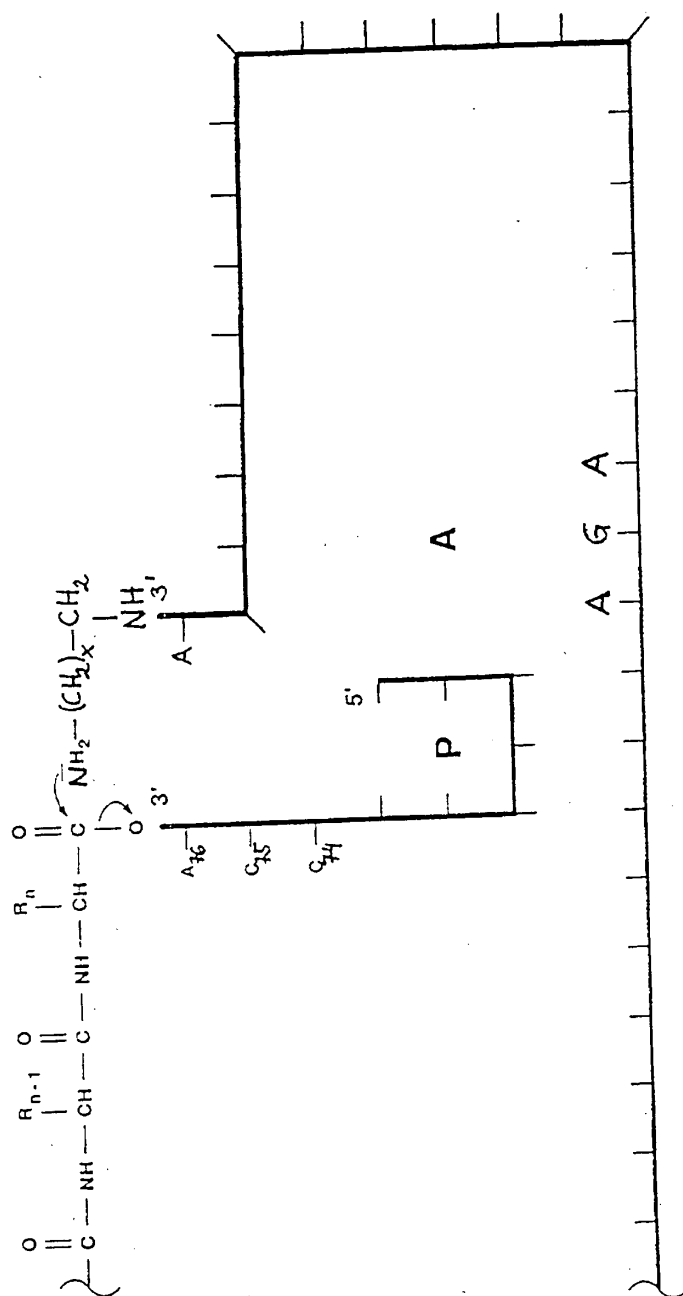 O R n-1 O R n O
C — NH — CH — C — NH — CH — C NH2—(CH2)x—CH2
O NH
3' 3'
A76 A
C75
C74
5'
P A
A G A